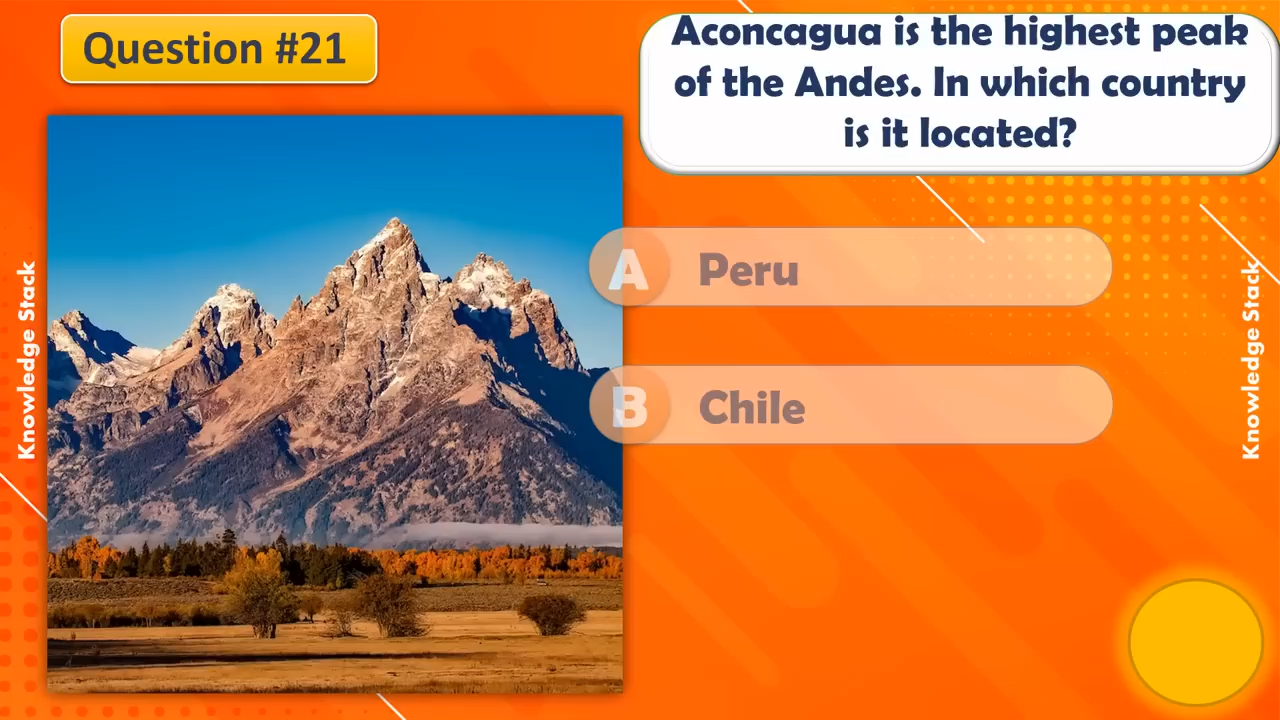 Question #21
Aconcagua is the highest peak
of the Andes. In which country
is it located?
A Peru
B Chile
Knowledge Stack
Knowledge Stack